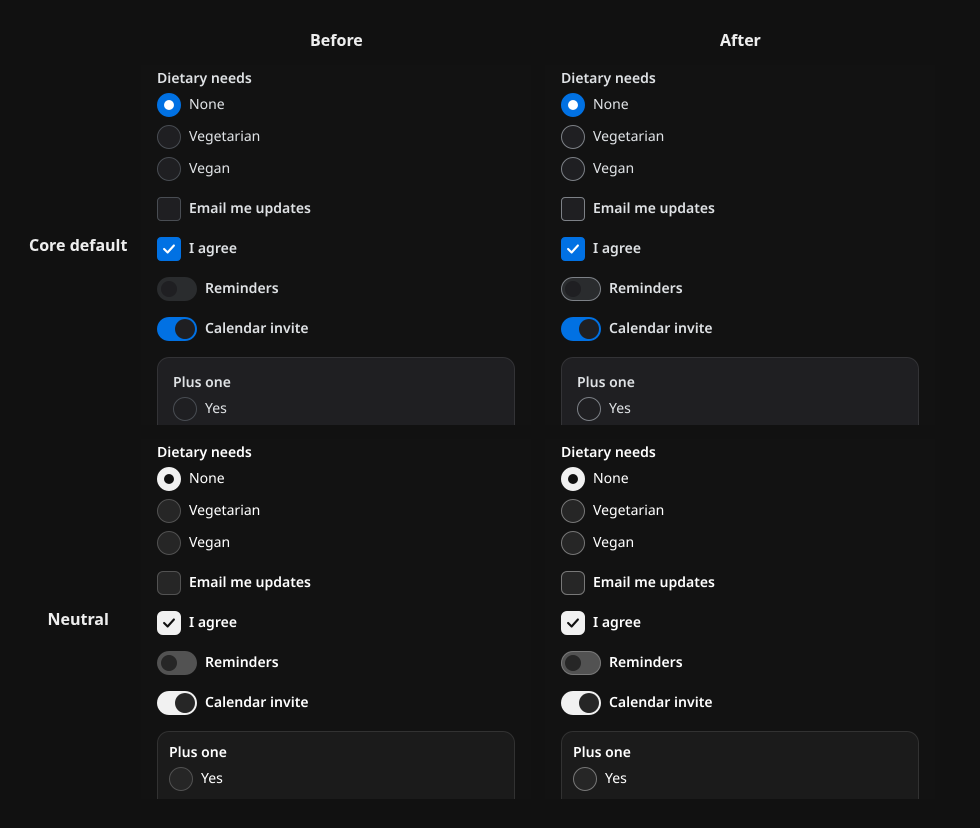 Before
After
Core default
Dietary needs
None
Vegetarian
Vegan
Email me updates
I agree
Reminders
Calendar invite
Plus one
Yes
Dietary needs
None
Vegetarian
Vegan
Email me updates
I agree
Reminders
Calendar invite
Plus one
Yes
Neutral
Dietary needs
None
Vegetarian
Vegan
Email me updates
I agree
Reminders
Calendar invite
Plus one
Yes
Dietary needs
None
Vegetarian
Vegan
Email me updates
I agree
Reminders
Calendar invite
Plus one
Yes